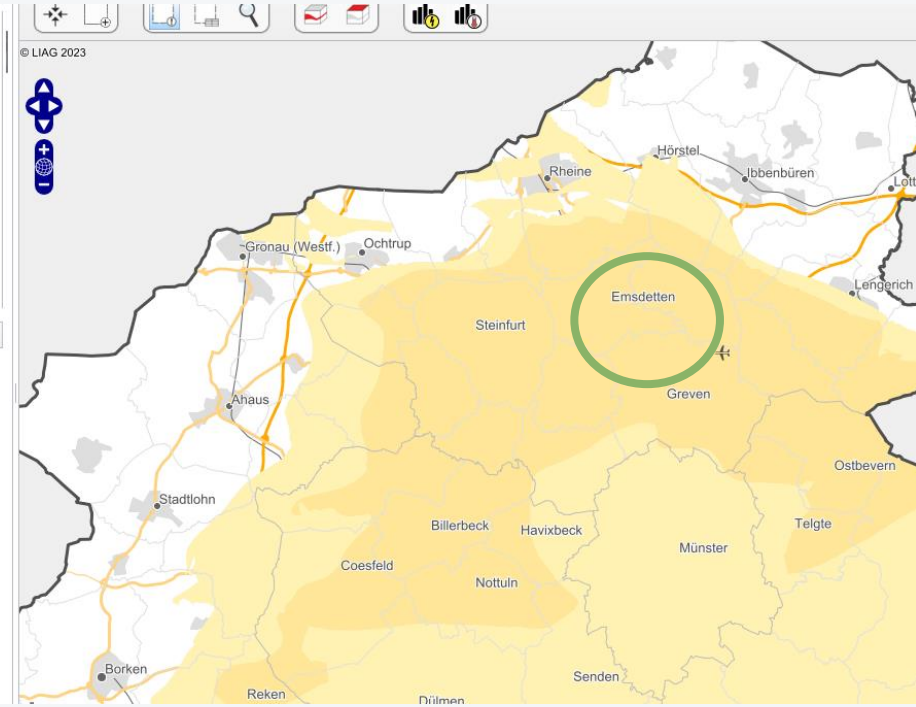 © LIAG 2023
Hörstel
Rheine
Ibbenbüren
Lott
Gronau (Westf.)
Ochtrup
Lengerich
Emsdetten
Steinfurt
Greven
Ahaus
Ostbevern
Stadtlohn
Billerbeck
Havixbeck
Telgte
Münster
Coesfeld
Nottuln
Borken
Senden
Reken
Dülmen